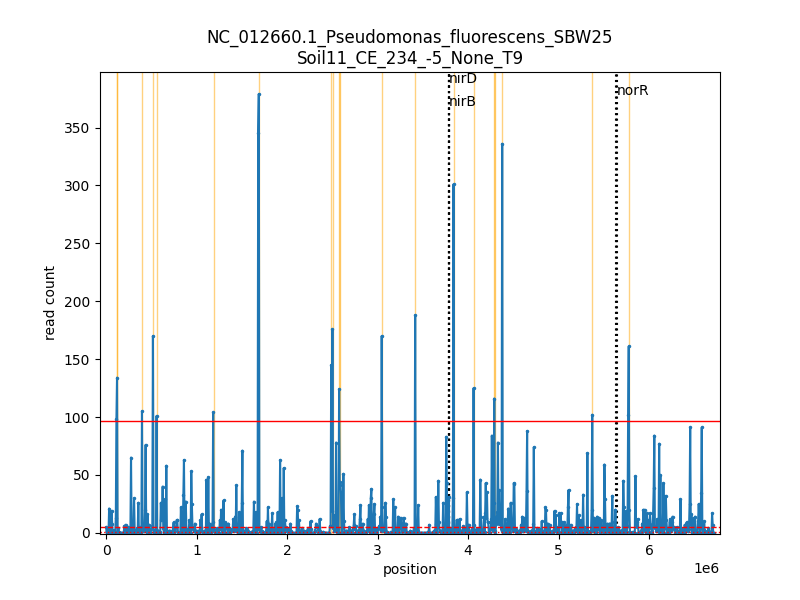 NC_012660.1_Pseudomonas_fluorescens_SBW25
Soil11_CE_234_-5_None_T9
nirD
norR
nirB
350
300
250
200
150
100
50
0
read count
0
1
2
3
4
5
6
1e6
position